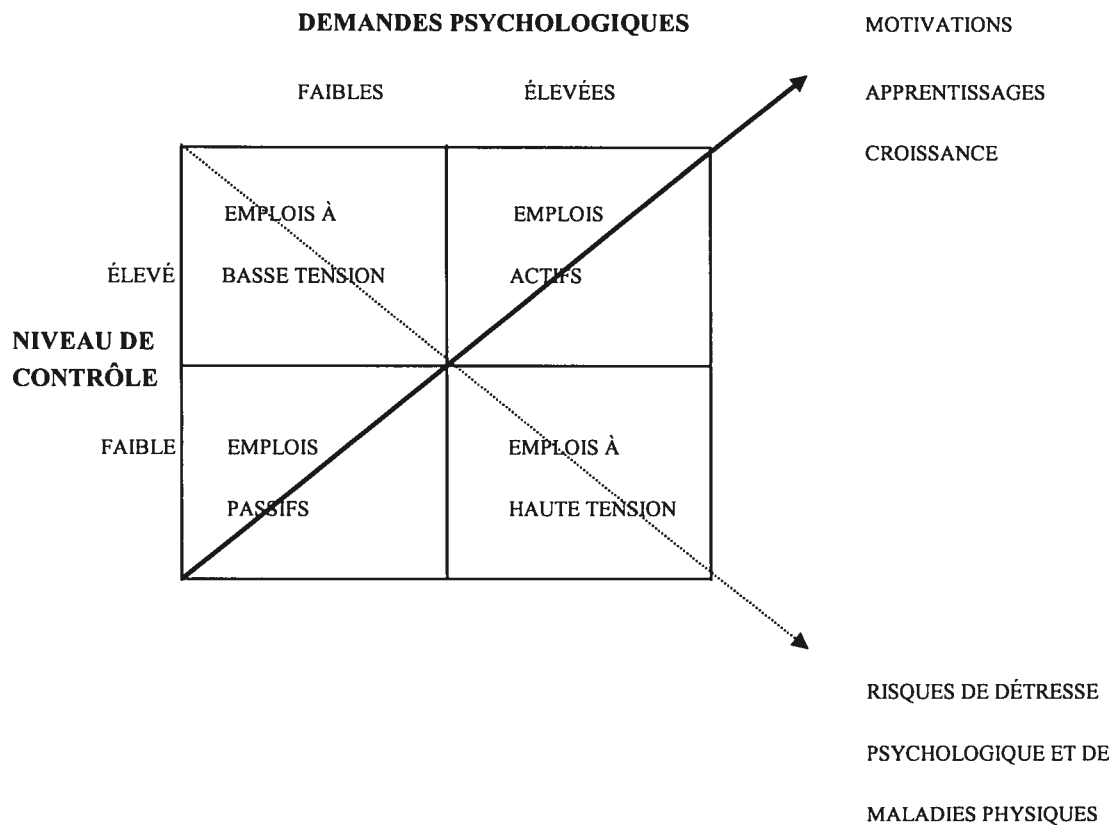 DEMANDES PSYCHOLOGIQUES
MOTIVATIONS
FAIBLES
ÉLEVÉES
APPRENTISSAGES
CROISSANCE
EMPLOIS À
BASSE TENSION
EMPLOIS
ACTIFS
ÉLEVÉ
NIVEAU DE
CONTRÔLE
FAIBLE
EMPLOIS
PASSIFS
EMPLOIS À
HAUTE TENSION
RISQUES DE DÉTRESSE
PSYCHOLOGIQUE ET DE
MALADIES PHYSIQUES